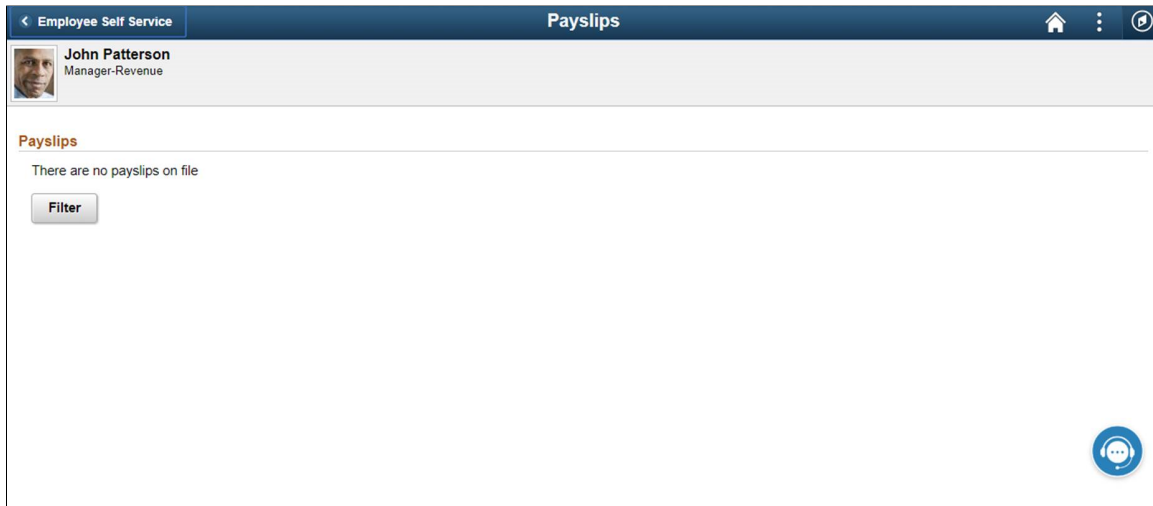 Employee Self Service
Payslips
John Patterson
Manager-Revenue
Payslips
There are no payslips on file
Filter